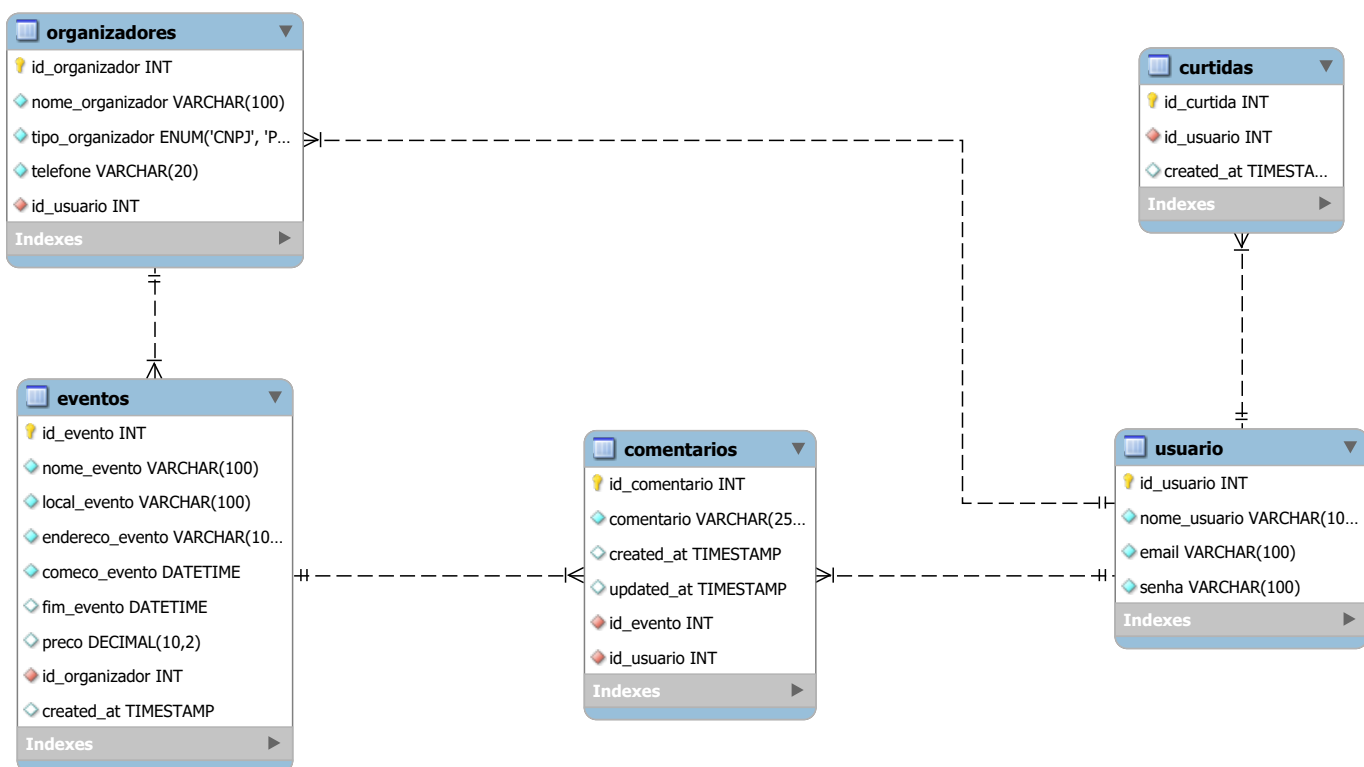 organizadores
id_organizador INT
nome_organizador VARCHAR(100)
tipo_organizador ENUM('CNPJ', 'P...
telefone VARCHAR(20)
id_usuario INT
Indexes
curtidas
id_curtida INT
id_usuario INT
created_at TIMESTA...
Indexes
eventos
id_evento INT
nome_evento VARCHAR(100)
local_evento VARCHAR(100)
endereco_evento VARCHAR(10...
comeco_evento DATETIME
fim_evento DATETIME
preco DECIMAL(10,2)
id_organizador INT
created_at TIMESTAMP
Indexes
comentarios
id_comentario INT
comentario VARCHAR(25...
created_at TIMESTAMP
updated_at TIMESTAMP
id_evento INT
id_usuario INT
Indexes
usuario
id_usuario INT
nome_usuario VARCHAR(10...
email VARCHAR(100)
senha VARCHAR(100)
Indexes